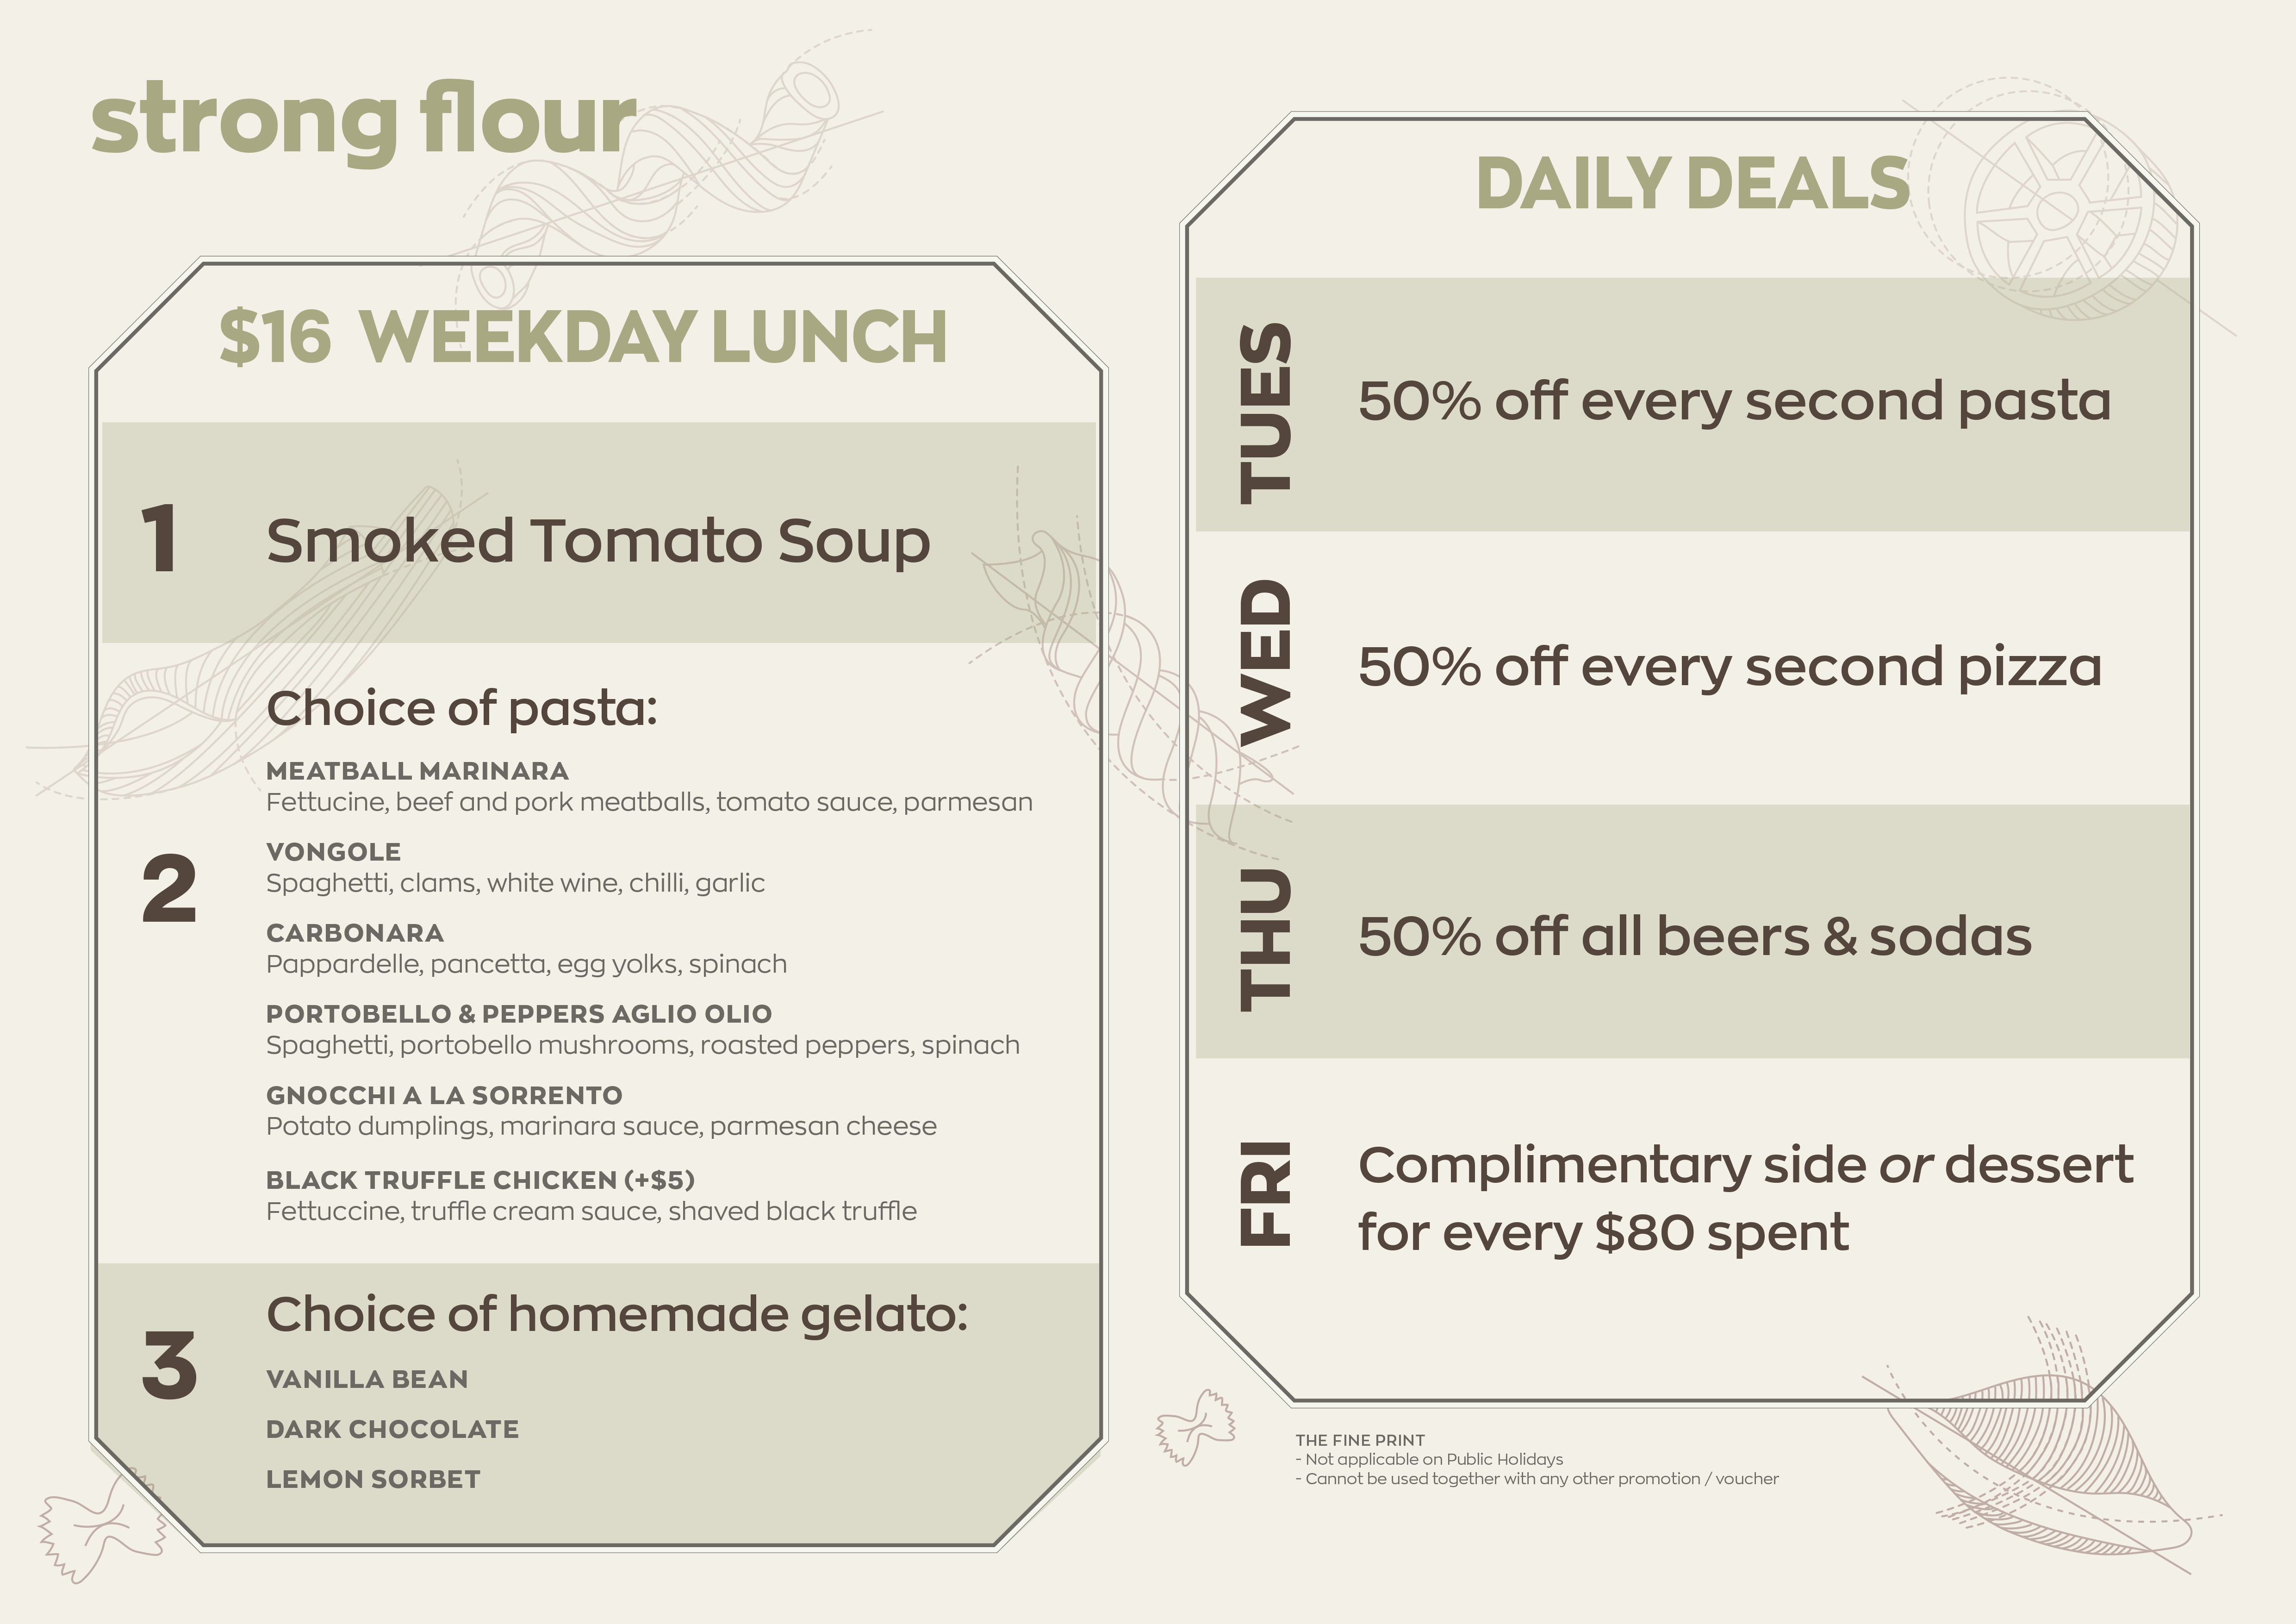 strong flour
$16 WEEKDAY LUNCH
1
Smoked Tomato Soup
2
Choice of pasta:
MEATBALL MARINARA
Fettucine, beef and pork meatballs, tomato sauce, parmesan
VONGOLE
Spaghetti, clams, white wine, chilli, garlic
CARBONARA
Pappardelle, pancetta, egg yolks, spinach
PORTOBELLO & PEPPERS AGLIO OLIO
Spaghetti, portobello mushrooms, roasted peppers, spinach
GNOCCHI A LA SORRENTO
Potato dumplings, marinara sauce, parmesan cheese
BLACK TRUFFLE CHICKEN (+$5)
Fettuccine, truffle cream sauce, shaved black truffle
3
Choice of homemade gelato:
VANILLA BEAN
DARK CHOCOLATE
LEMON SORBET
DAILY DEALS
TUES
50% off every second pasta
WED
50% off every second pizza
THU
50% off all beers & sodas
FRI
Complimentary side or dessert
for every $80 spent
THE FINE PRINT
- Not applicable on Public Holidays
- Cannot be used together with any other promotion / voucher